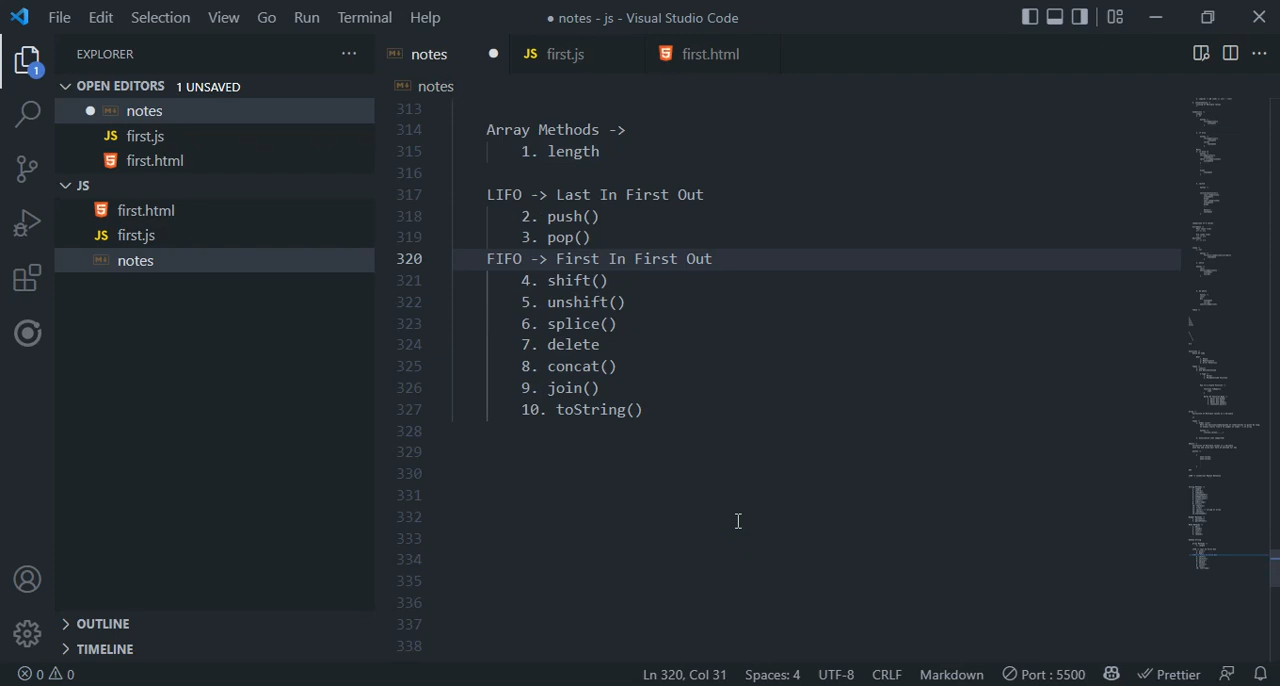 File Edit Selection View Go Run Terminal Help
● notes - js - Visual Studio Code
EXPLORER
1
OPEN EDITORS 1 UNSAVED
notes
JS first.js
first.html
JS
first.html
JS first.js
notes
OUTLINE
TIMELINE
notes
JS first.js
first.html
notes
313
314 Array Methods ->
315 1. length
316
317 LIFO -> Last In First Out
318 2. push()
319 3. pop()
320 FIFO -> First In First Out
321 4. shift()
322 5. unshift()
323 6. splice()
324 7. delete
325 8. concat()
326 9. join()
327 10. toString()
328
329
330
331
332
333
334
335
336
337
338
0 0
Ln 320, Col 31 Spaces: 4 UTF-8 CRLF Markdown Port : 5500 Prettier